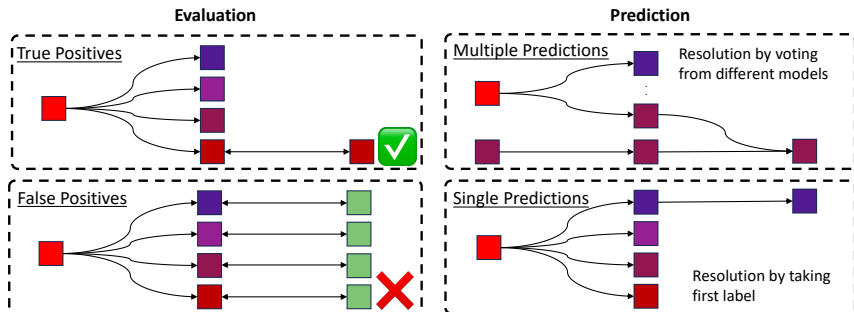 Evaluation
True Positives
False Positives
Prediction
Multiple Predictions
Resolution by voting
from different models
Single Predictions
Resolution by taking
first label